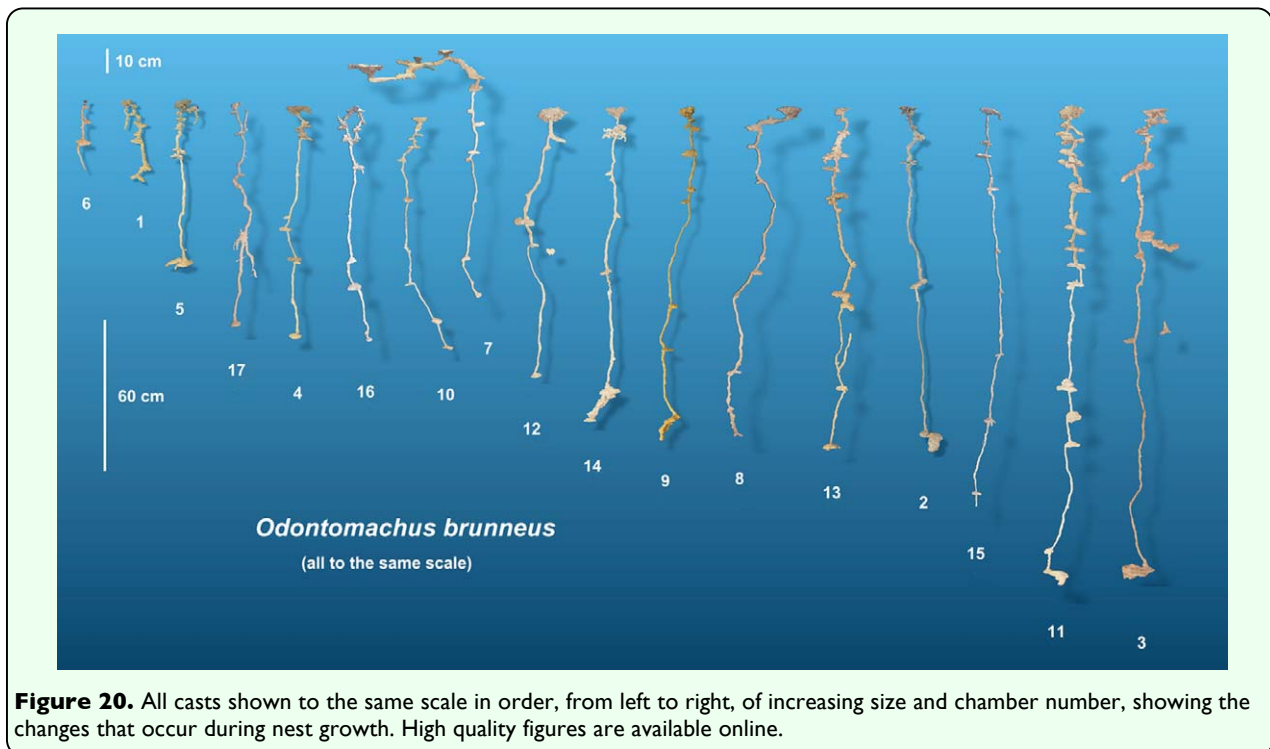 10 cm
6
1
5
17
4
16
10
7
12
14
9
8
13
2
15
11
3
60 cm
Odontomachus brunneus
(all to the same scale)
Figure 20. All casts shown to the same scale in order, from left to right, of increasing size and chamber number, showing the
changes that occur during nest growth. High quality figures are available online.